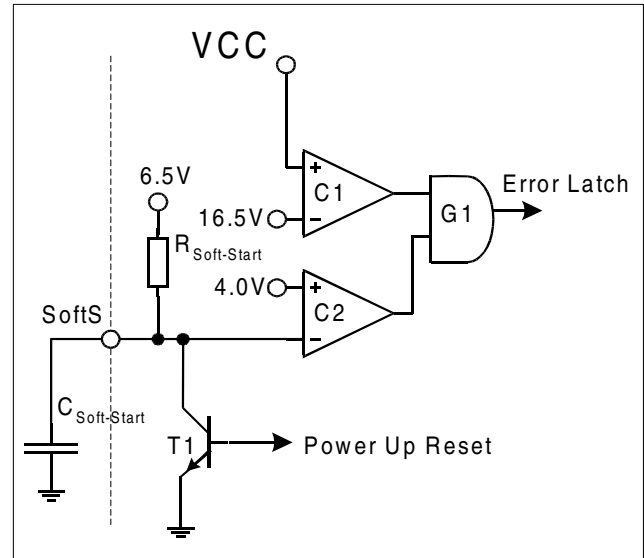 VCC
+
C1
-
16.5V
G1
Error Latch
6.5V
R Soft-Start
4.0V
+
C2
-
SoftS
C Soft-Start
T1
Power Up Reset